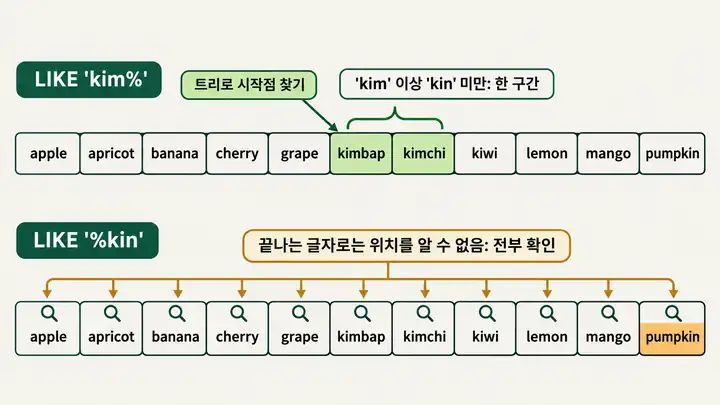 LIKE 'kim%'
트리로 시작점 찾기
'kim' 이상 'kin' 미만: 한 구간
apple apricot banana cherry grape kimbap kimchi kiwi lemon mango pumpkin
LIKE '%kin'
끝나는 글자로는 위치를 알 수 없음: 전부 확인
apple apricot banana cherry grape kimbap kimchi kiwi lemon mango pumpkin